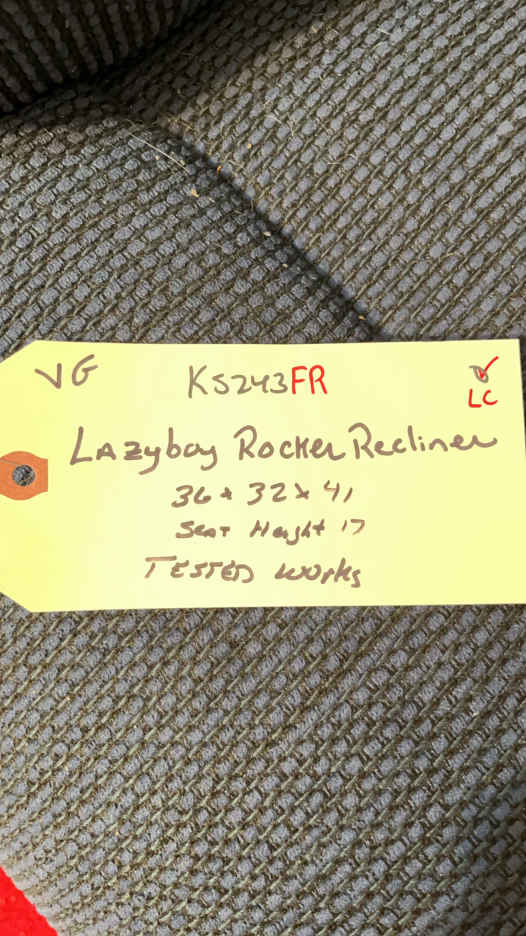 VG KS243FR
LC
LAzyboy Rocker Recliner
36 x 32 x 41
Seat Height 17
TESTED works